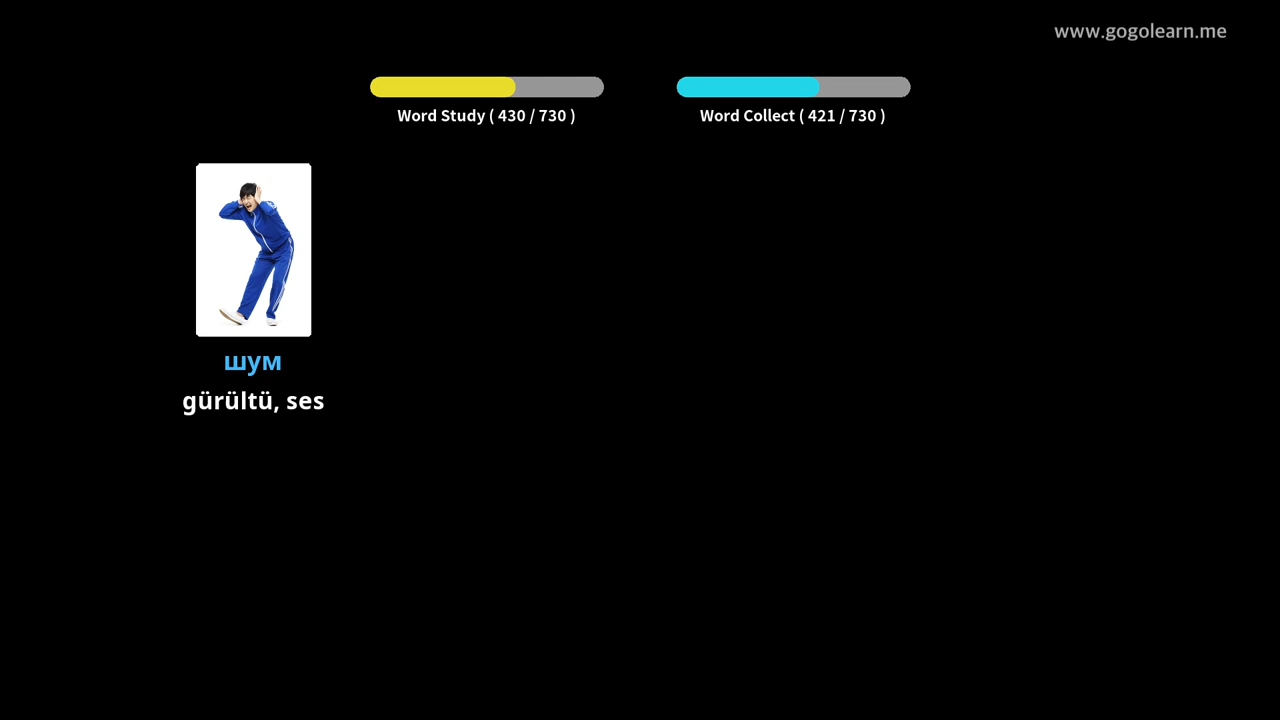 www.gogolearn.me
Word Study ( 430 / 730 )
Word Collect ( 421 / 730 )
шум
gürültü, ses